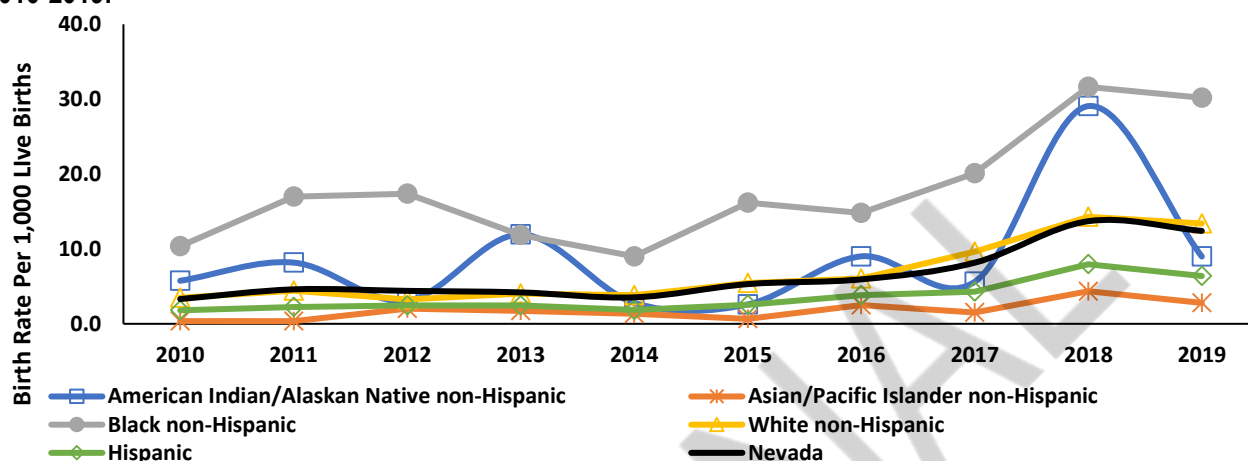 40.0
30.0
20.0
10.0
0.0
Birth Rate Per 1,000 LIve Births
2010 2011 2012 2013 2014 2015 2016 2017 2018 2019
American Indian/Alaskan Native non-Hispanic Asian/Pacific Islander non-Hispanic
Black non-Hispanic White non-Hispanic
Hispanic Nevada